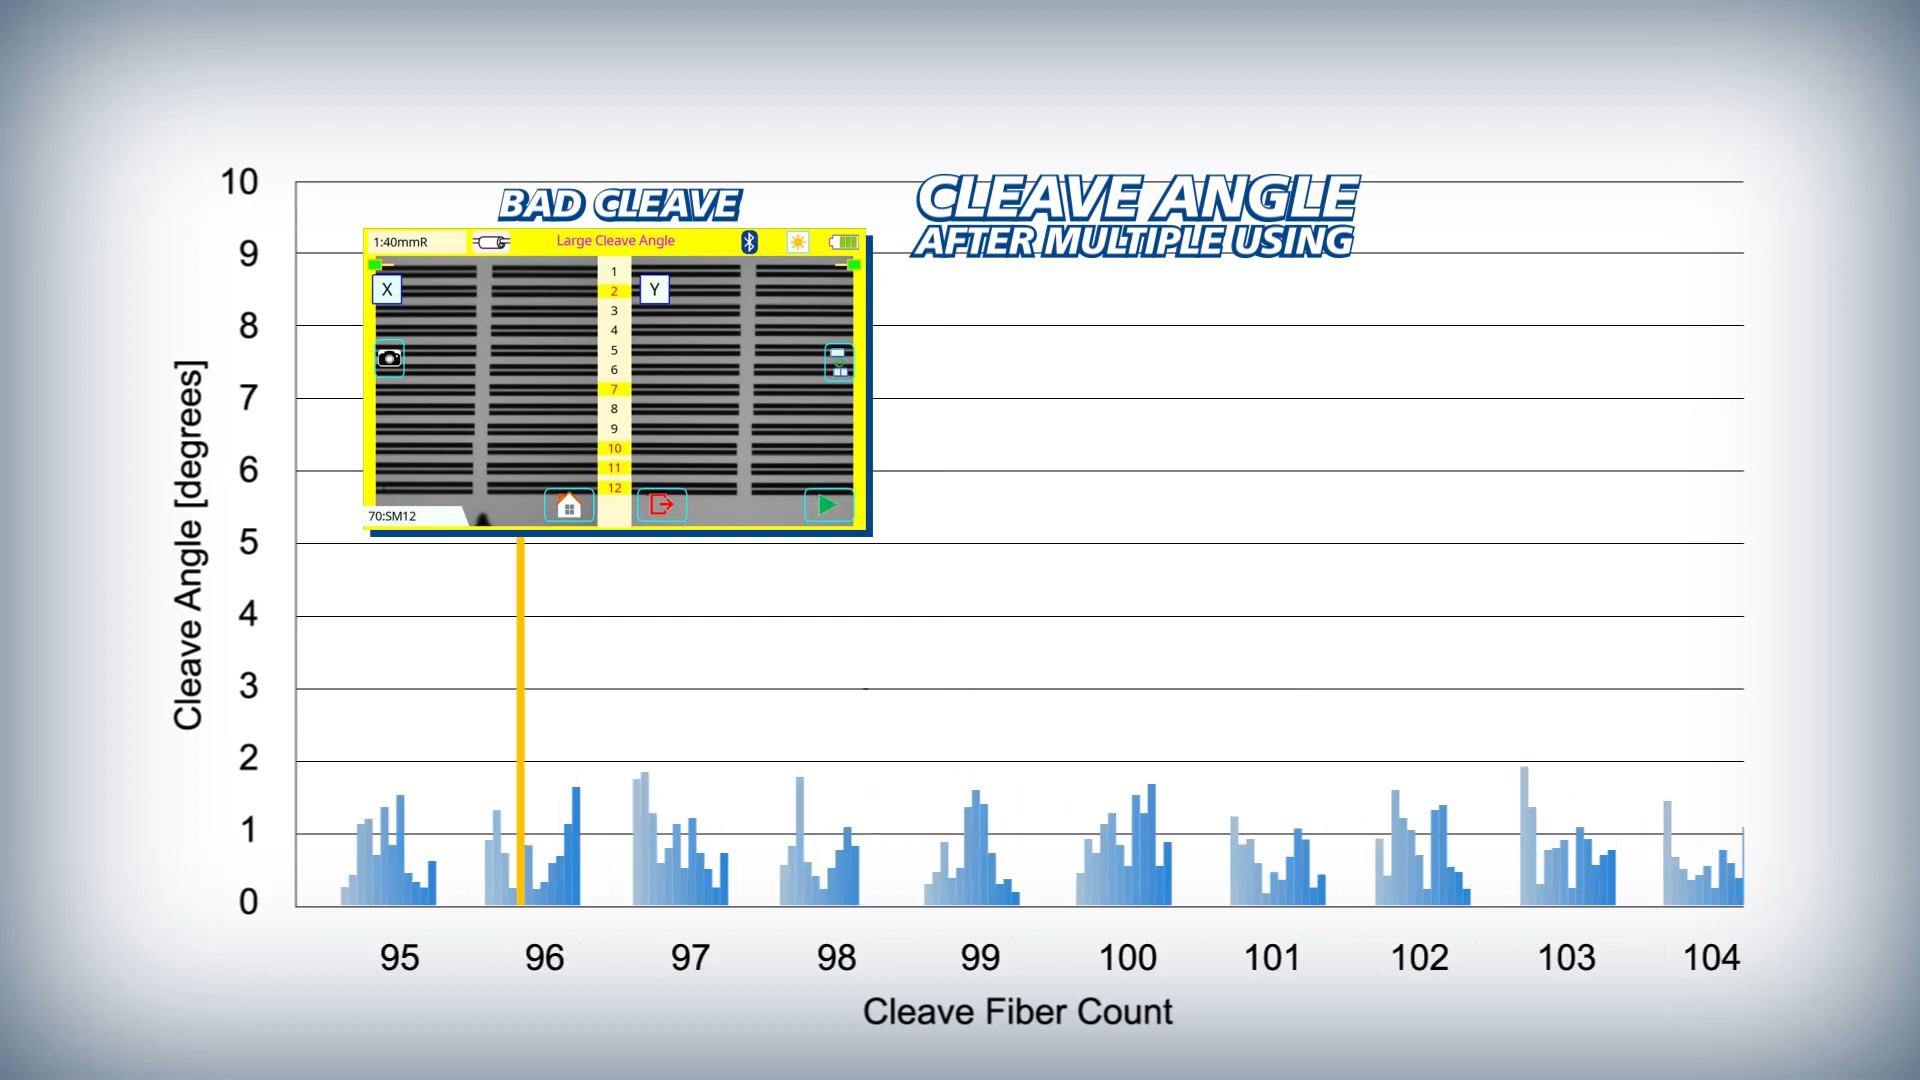 BAD CLEAVE
CLEAVE ANGLE
AFTER MULTIPLE USING
1:40mmR
Large Cleave Angle
X
Y
1
2
3
4
5
6
7
8
9
10
11
12
70:SM12
Cleave Angle [degrees]
10
9
8
7
6
5
4
3
2
1
0
95 96 97 98 99 100 101 102 103 104
Cleave Fiber Count